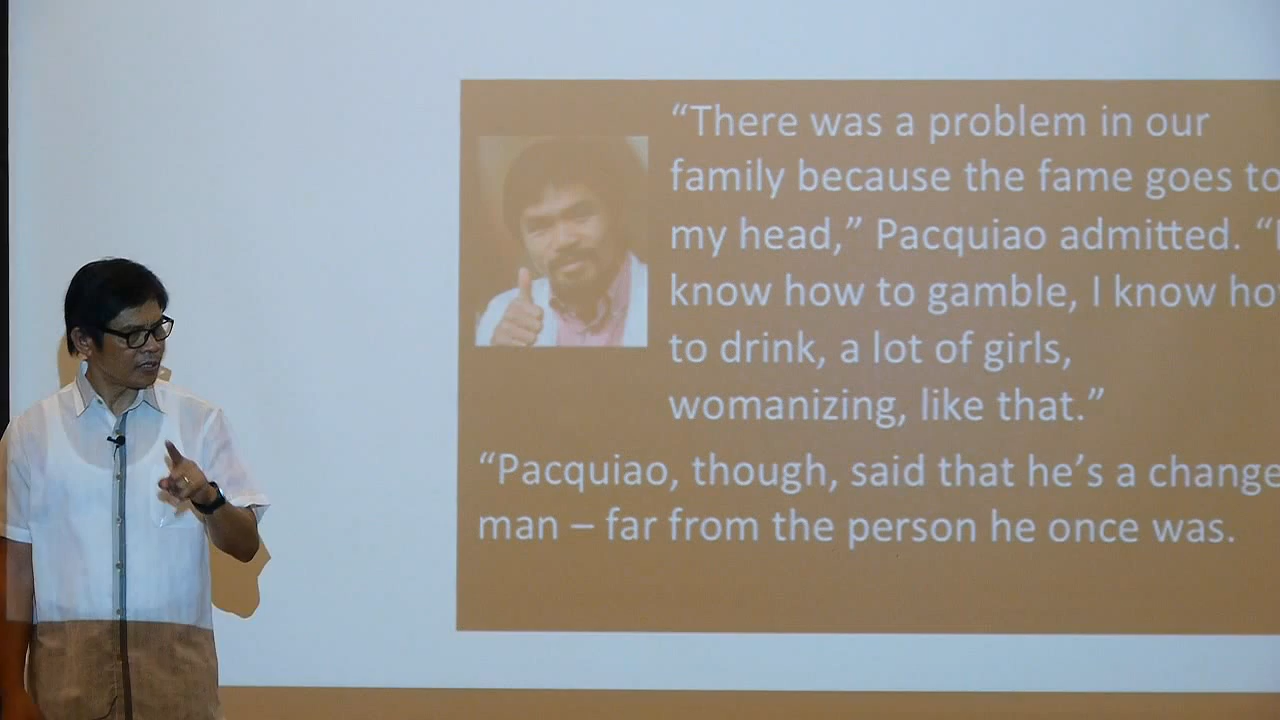 “There was a problem in our
family because the fame goes to
my head,” Pacquiao admitted. “I
know how to gamble, I know ho
to drink, a lot of girls,
womanizing, like that.”
“Pacquiao, though, said that he’s a change
man – far from the person he once was.